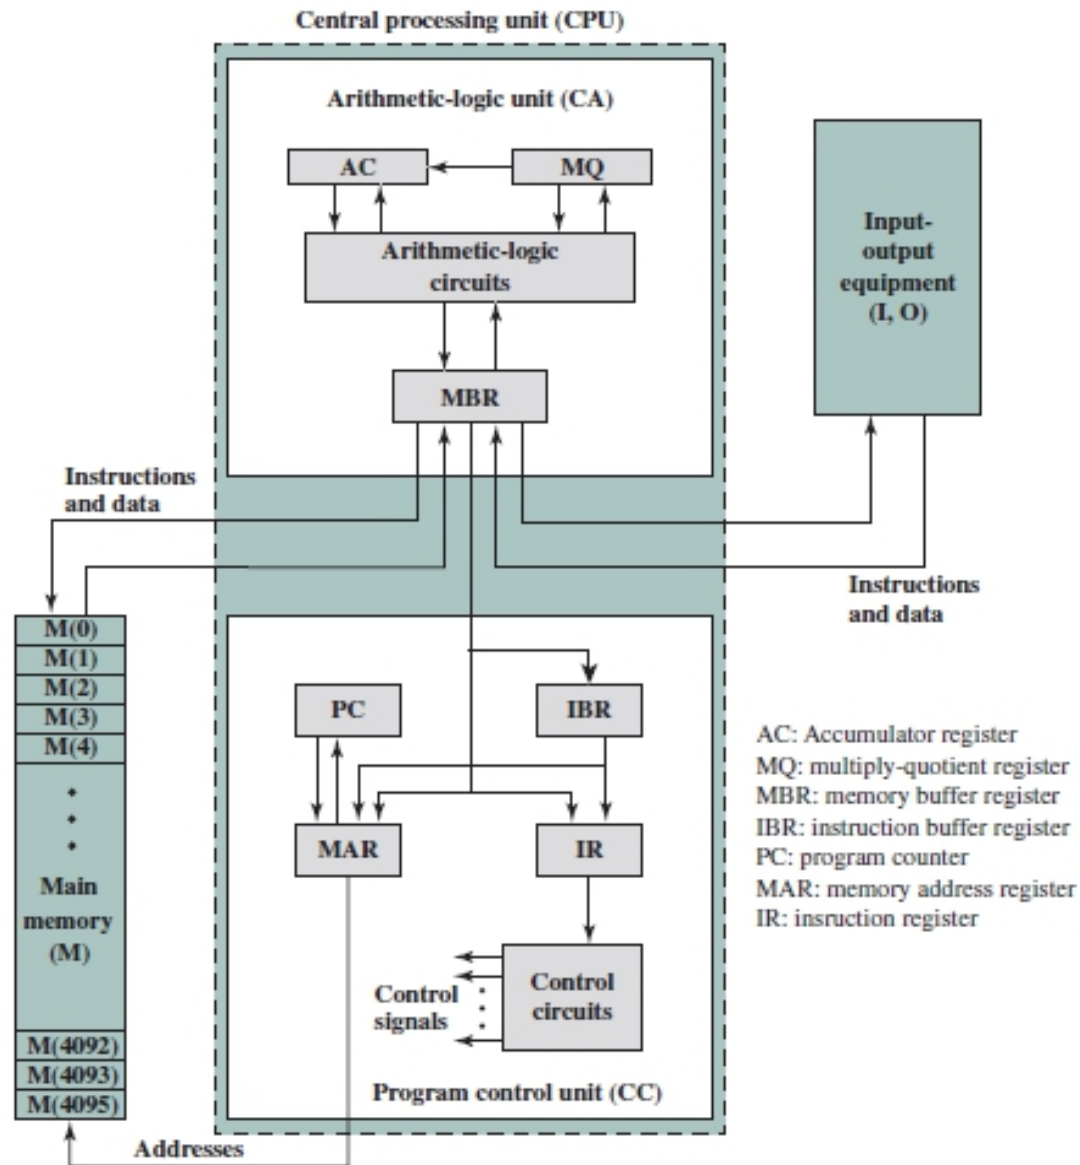 Central processing unit (CPU)
Arithmetic-logic unit (CA)
AC
MQ
Arithmetic-logic
circuits
MBR
Input-
output
equipment
(I, O)
Instructions
and data
Instructions
and data
M(0)
M(1)
M(2)
M(3)
M(4)
Main
memory
(M)
M(4092)
M(4093)
M(4095)
PC
IBR
MAR
IR
Control
signals
Control
circuits
Program control unit (CC)
Addresses
AC: Accumulator register
MQ: multiply-quotient register
MBR: memory buffer register
IBR: instruction buffer register
PC: program counter
MAR: memory address register
IR: insruction register